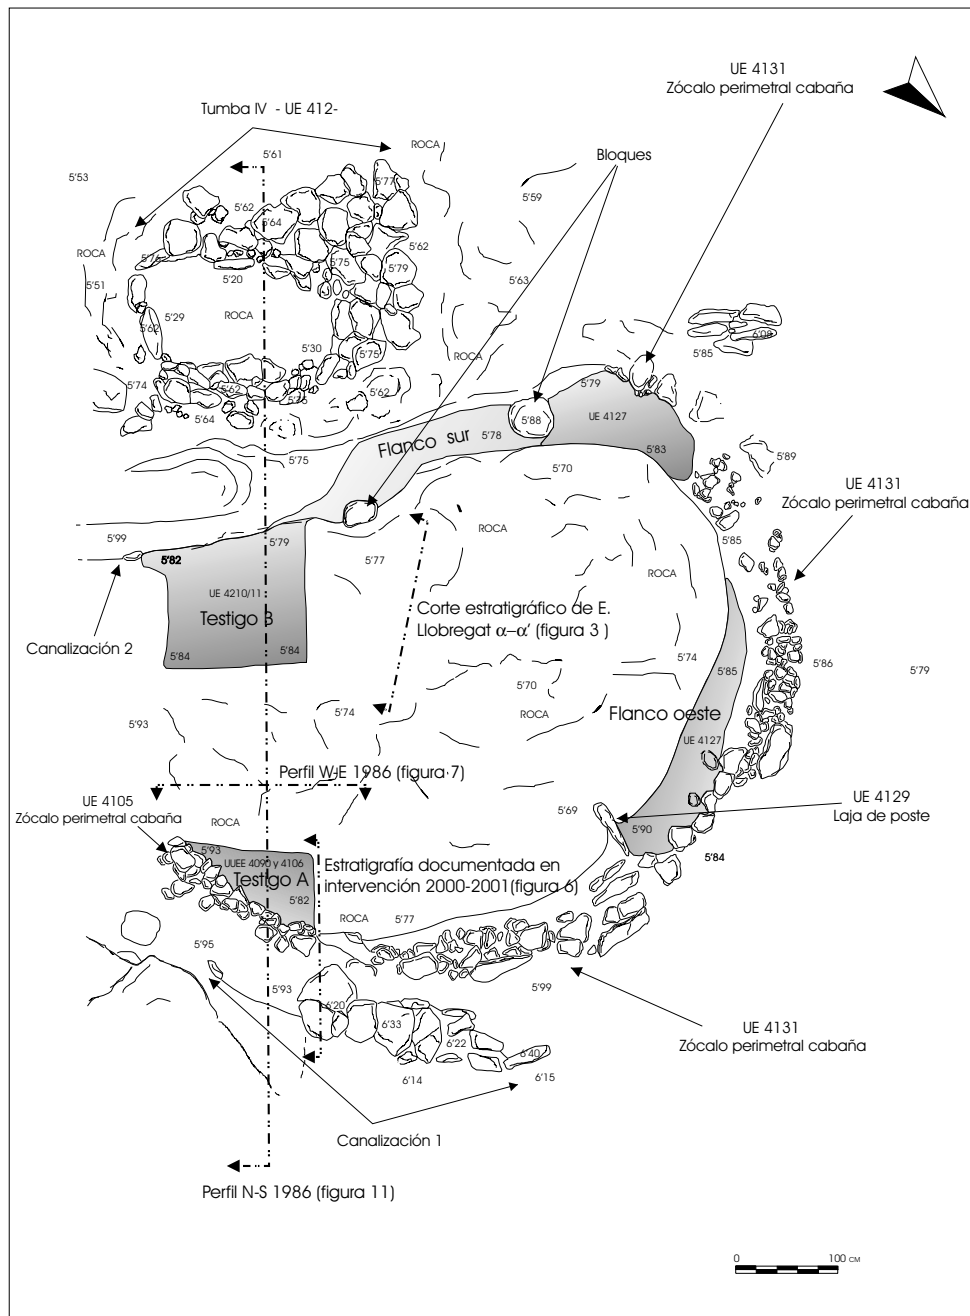 UE 4131
Zócalo perimetral cabaña
Tumba IV - UE 412-
ROCA
5'61
Bloques
5'53
5'77
5'59
5'62
5'64
ROCA
5'62
5'74
5'75
5'79
5'20
5'63
5'51
5'29
ROCA
5'62
6'08
5'30
5'75
ROCA
5'85
5'74
5'62
5'75
5'62
5'79
5'64
5'88
UE 4127
5'78
Flanco sur
5'83
5'75
5'70
5'89
UE 4131
Zócalo perimetral cabaña
ROCA
5'99
5'79
5'85
5'82
5'77
ROCA
UE 4210/11
Corte estratigráfico de E.
Llobregat α–α' (figura 3 )
Testigo B
Canalización 2
5'84
5'84
5'74
5'85
5'86
5'79
5'70
5'93
5'74
ROCA
Flanco oeste
UE 4127
Perfil W-E 1986 (figura 7)
UE 4105
Zócalo perimetral cabaña
UE 4129
Laja de poste
5'69
ROCA
5'90
5'93
5'84
UUEE 4090 y 4106
Estratigrafía documentada en
intervención 2000-2001(figura 6)
Testigo A
5'82
ROCA
5'77
5'95
5'93
5'99
6'20
6'33
6'22
UE 4131
Zócalo perimetral cabaña
6'40
6'14
6'15
Canalización 1
Perfil N-S 1986 (figura 11)
0
100 CM